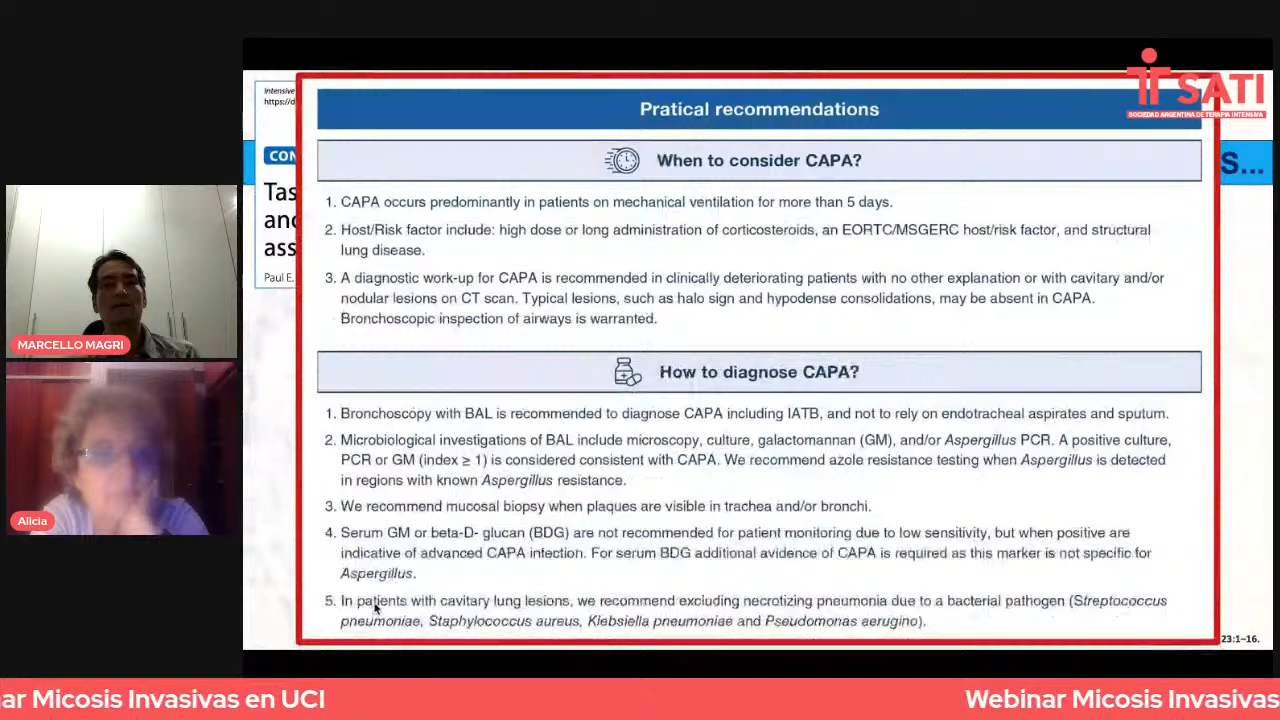 Intensive
https://d
CON
Tas
and
ass
Paul E.
S...
SATI
SOCIEDAD ARGENTINA DE TERAPIA INTENSIVA
Pratical recommendations
When to consider CAPA?
1. CAPA occurs predominantly in patients on mechanical ventilation for more than 5 days.
2. Host/Risk factor include: high dose or long administration of corticosteroids, an EORTC/MSGERC host/risk factor, and structural
lung disease.
3. A diagnostic work-up for CAPA is recommended in clinically deteriorating patients with no other explanation or with cavitary and/or
nodular lesions on CT scan. Typical lesions, such as halo sign and hypodense consolidations, may be absent in CAPA.
Bronchoscopic inspection of airways is warranted.
How to diagnose CAPA?
1. Bronchoscopy with BAL is recommended to diagnose CAPA including IATB, and not to rely on endotracheal aspirates and sputum.
2. Microbiological investigations of BAL include microscopy, culture, galactomannan (GM), and/or Aspergillus PCR. A positive culture,
PCR or GM (index ≥ 1) is considered consistent with CAPA. We recommend azole resistance testing when Aspergillus is detected
in regions with known Aspergillus resistance.
3. We recommend mucosal biopsy when plaques are visible in trachea and/or bronchi.
4. Serum GM or beta-D- glucan (BDG) are not recommended for patient monitoring due to low sensitivity, but when positive are
indicative of advanced CAPA infection. For serum BDG additional evidence of CAPA is required as this marker is not specific for
Aspergillus.
5. In patients with cavitary lung lesions, we recommend excluding necrotizing pneumonia due to a bacterial pathogen (Streptococcus
pneumoniae, Staphylococcus aureus, Klebsiella pneumoniae and Pseudomonas aerugino).
23:1–16.
MARCELLO MAGRI
Alicia
ar Micosis Invasivas en UCI
Webinar Micosis Invasivas